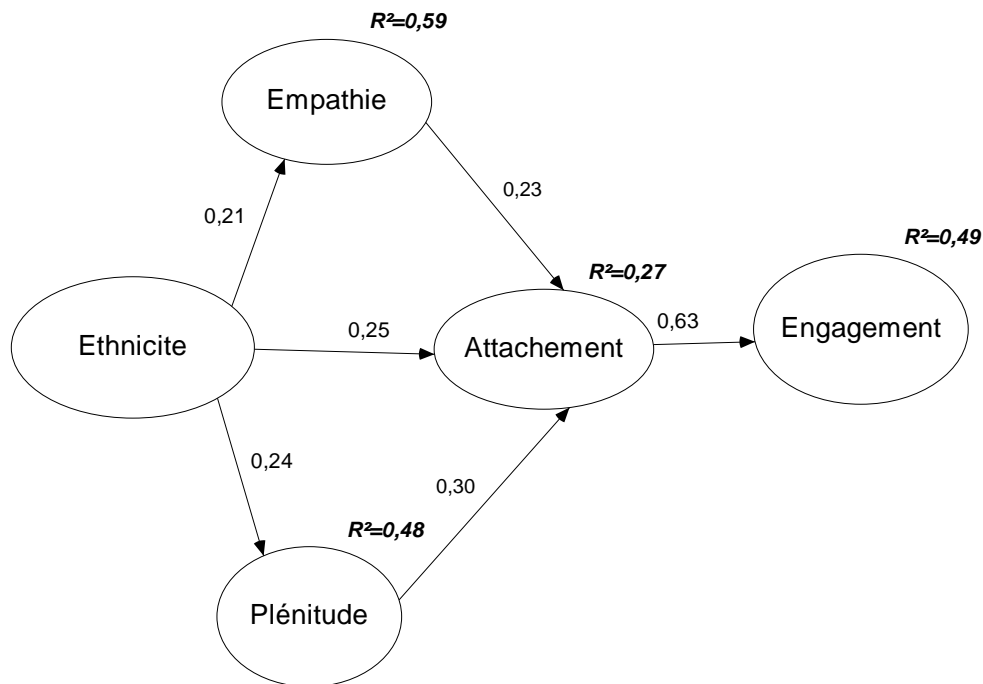 R²=0,59
Empathie
0,21
0,23
R²=0,49
R²=0,27
Ethnicite
0,25
Attachement
0,63
Engagement
0,24
0,30
R²=0,48
Plénitude